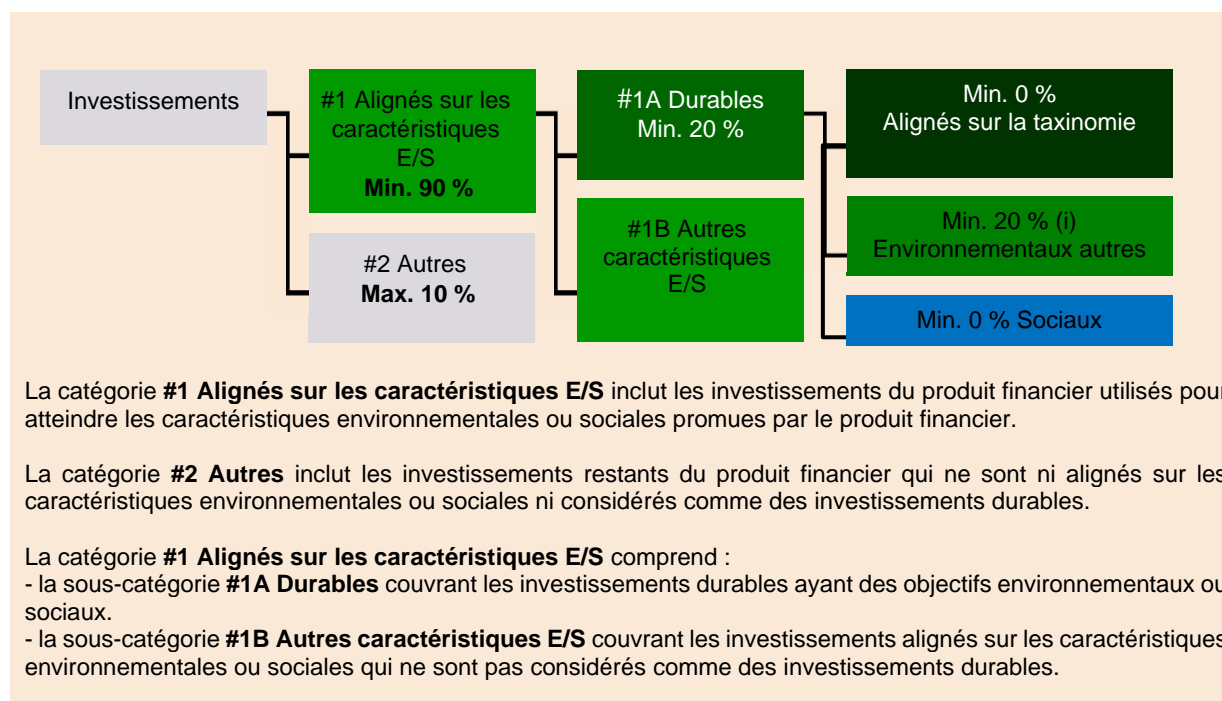 Investissements
#1 Alignés sur les
caractéristiques
E/S
Min. 90 %
#2 Autres
Max. 10 %
#1A Durables
Min. 20 %
#1B Autres
caractéristiques
E/S
Min. 0 %
Alignés sur la taxinomie
Min. 20 % (i)
Environnementaux autres
Min. 0 % Sociaux
La catégorie #1 Alignés sur les caractéristiques E/S inclut les investissements du produit financier utilisés pour
atteindre les caractéristiques environnementales ou sociales promues par le produit financier.
La catégorie #2 Autres inclut les investissements restants du produit financier qui ne sont ni alignés sur les
caractéristiques environnementales ou sociales ni considérés comme des investissements durables.
La catégorie #1 Alignés sur les caractéristiques E/S comprend :
- la sous-catégorie #1A Durables couvrant les investissements durables ayant des objectifs environnementaux ou
sociaux.
- la sous-catégorie #1B Autres caractéristiques E/S couvrant les investissements alignés sur les caractéristiques
environnementales ou sociales qui ne sont pas considérés comme des investissements durables.